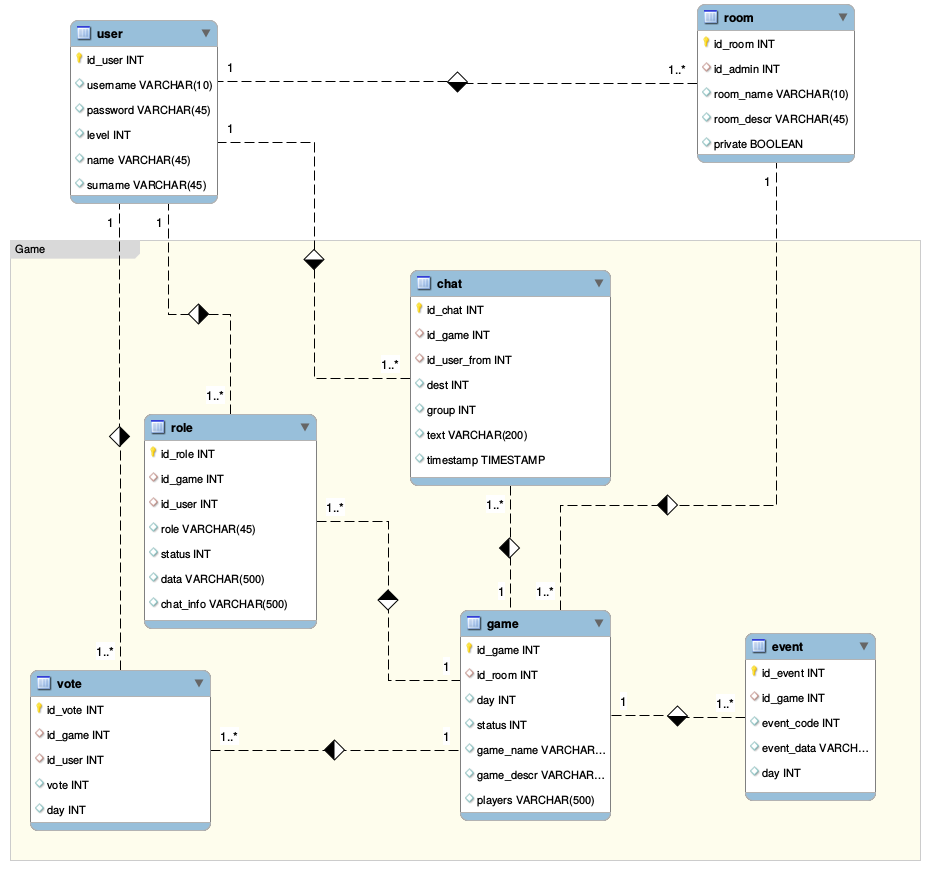 user
id_user INT
username VARCHAR(10)
password VARCHAR(45)
level INT
name VARCHAR(45)
surname VARCHAR(45)
room
id_room INT
id_admin INT
room_name VARCHAR(10)
room_descr VARCHAR(45)
private BOOLEAN
1
1..*
1
1
1
1
Game
chat
id_chat INT
id_game INT
id_user_from INT
dest INT
group INT
text VARCHAR(200)
timestamp TIMESTAMP
1..*
1..*
role
id_role INT
id_game INT
id_user INT
role VARCHAR(45)
status INT
data VARCHAR(500)
chat_info VARCHAR(500)
1..*
1..*
1
1..*
1..*
1
game
id_game INT
id_room INT
day INT
status INT
game_name VARCHAR...
game_descr VARCHAR...
players VARCHAR(500)
vote
id_vote INT
id_game INT
id_user INT
vote INT
day INT
1..*
1
1
1..*
event
id_event INT
id_game INT
event_code INT
event_data VARCH...
day INT